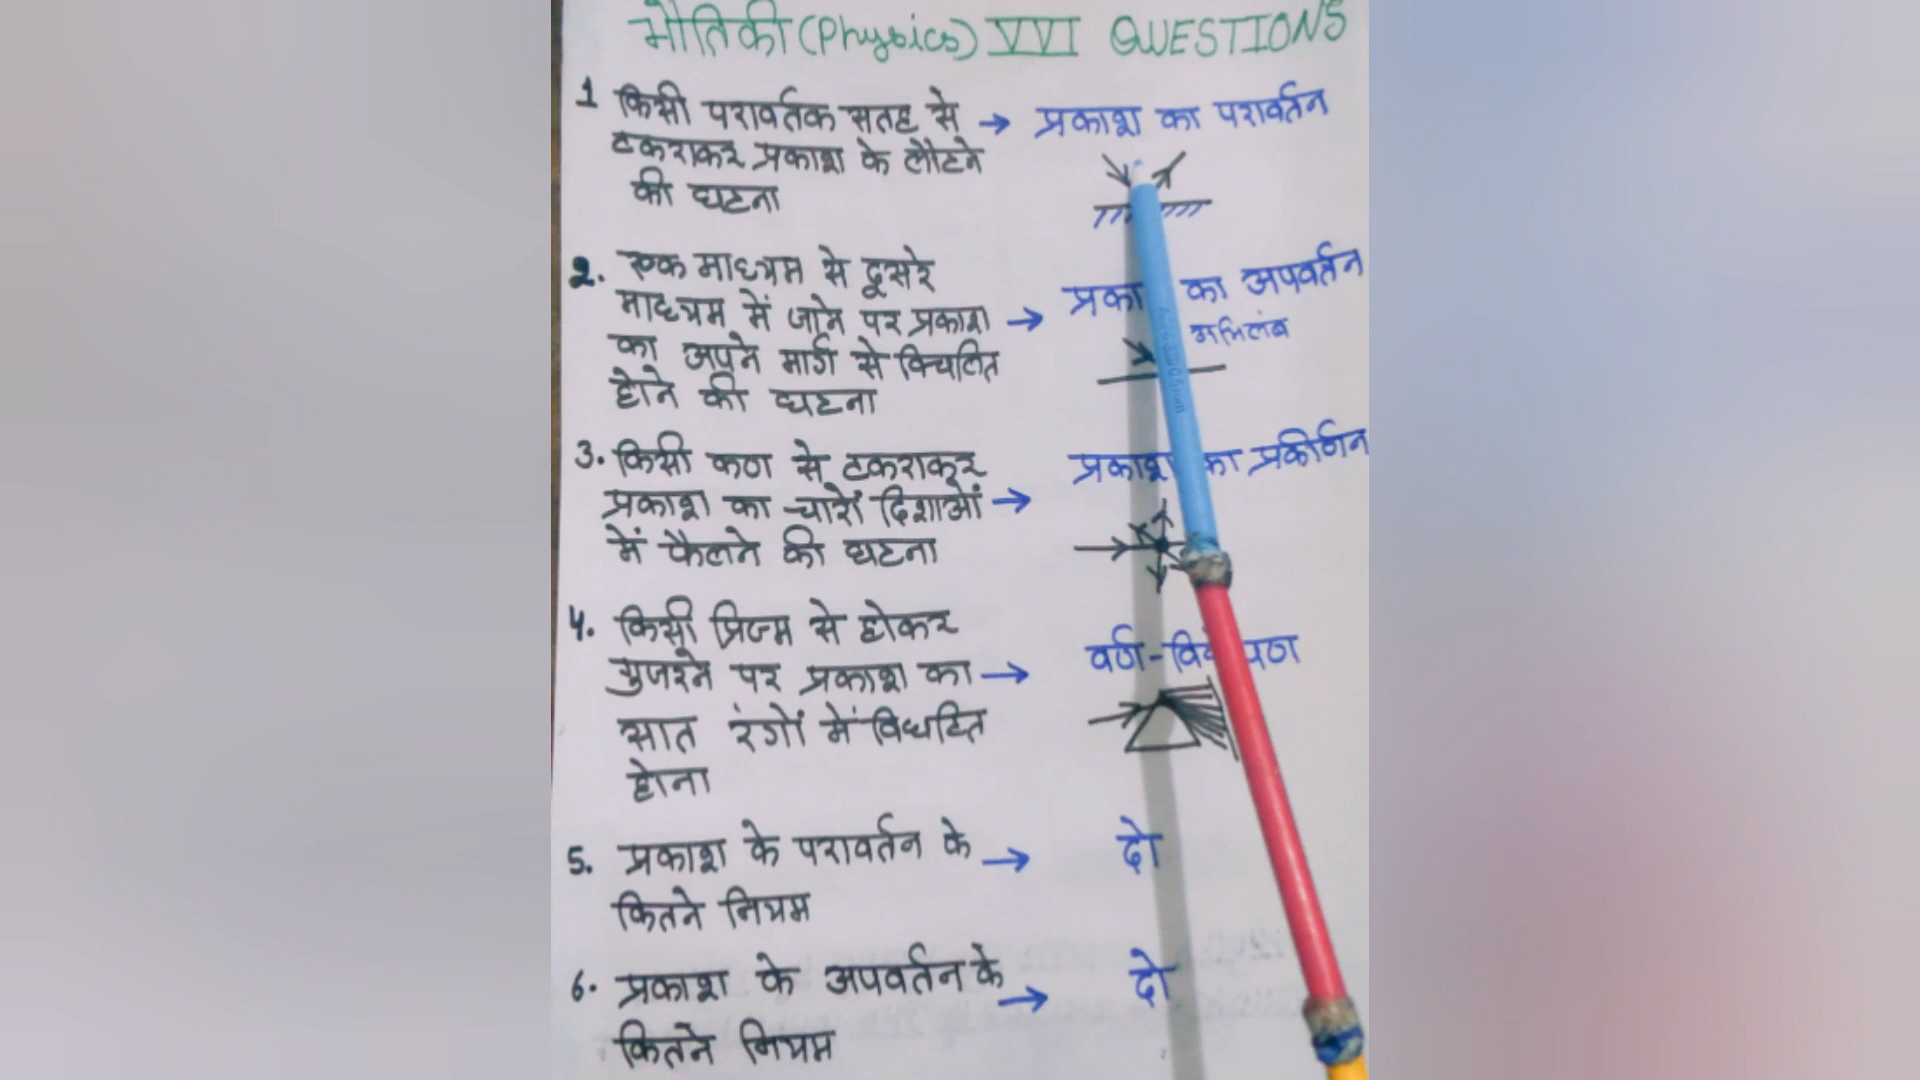 भौतिकी (Physics) VVI QUESTIONS
1 किसी परावर्तक सतह से → प्रकाश का परावर्तन
टकराकर प्रकाश के लौटने
की घटना
2. एक माध्यम से दूसरे
माध्यम में जाने पर प्रकाश → प्रका का अपवर्तन
अभिलंब
का अपने मार्ग से विचलित
होने की घटना
3. किसी कण से टकराकर प्रकाश का प्रकीर्णन
प्रकाश का चारों दिशाओं →
में फैलने की घटना
4. किसी प्रिज्म से होकर
गुजरने पर प्रकाश का → वर्ण-
सात रंगों में विघटित
होना
5. प्रकाश के परावर्तन के → दो
कितने नियम
6. प्रकाश के अपवर्तन के → दो
कितने नियम